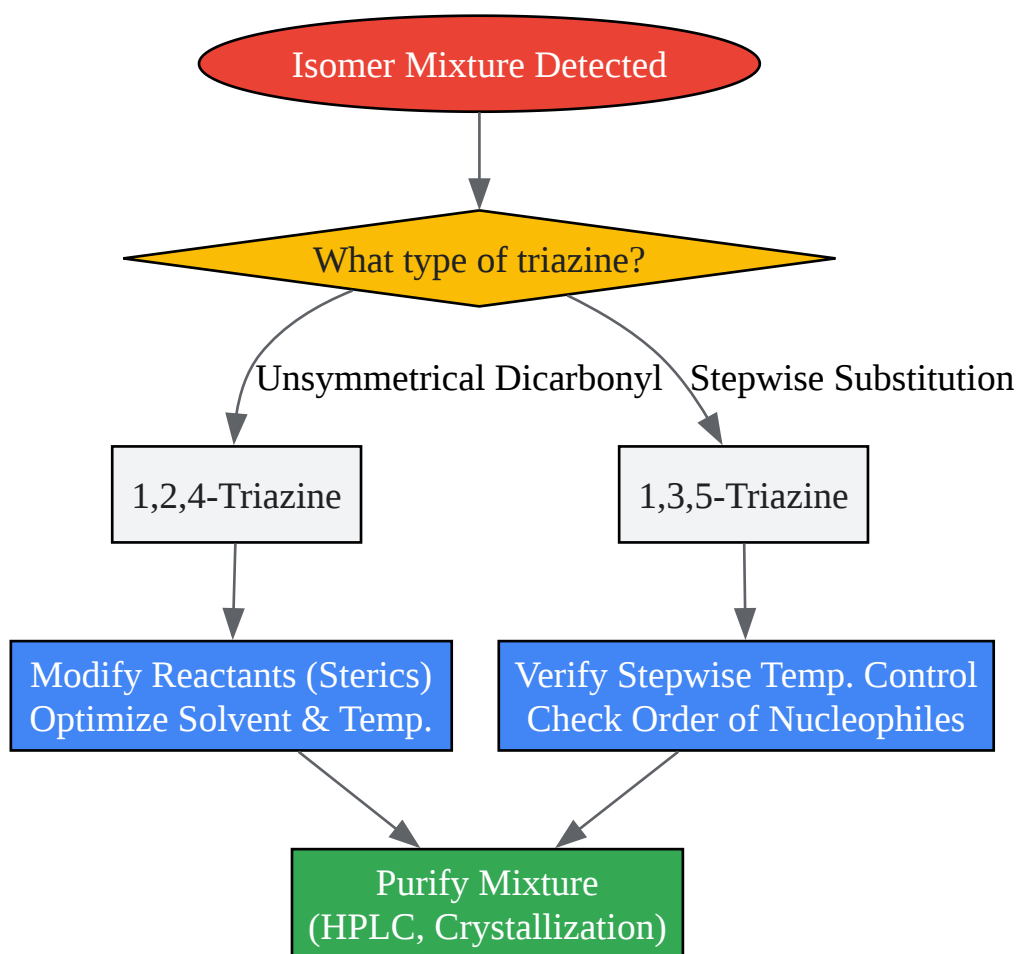 Isomer Mixture Detected
What type of triazine?
Unsymmetrical Dicarbonyl
Stepwise Substitution
1,2,4-Triazine
1,3,5-Triazine
Modify Reactants (Sterics)
Optimize Solvent & Temp.
Verify Stepwise Temp. Control
Check Order of Nucleophiles
Purify Mixture
(HPLC, Crystallization)